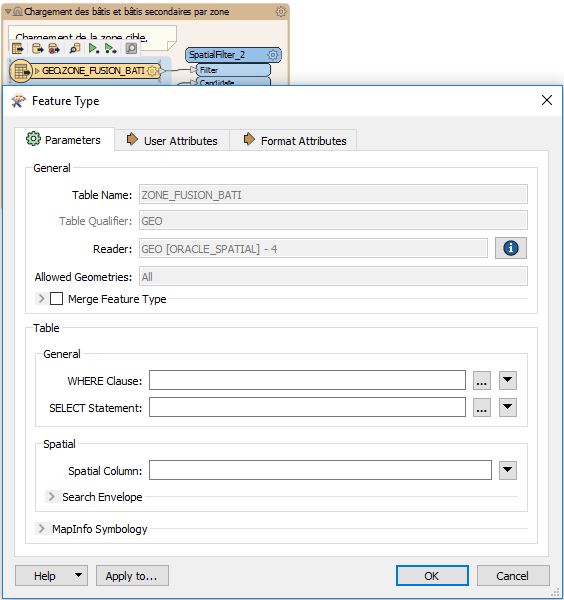 Chargement des bâtis et bâtis secondaires par zone
Chargement de la zone cible.
SpatialFilter_2
GEO.ZONE_FUSION_BATI
Filter
Candidate
Feature Type
Parameters
User Attributes
Format Attributes
General
Table Name: ZONE_FUSION_BATI
Table Qualifier: GEO
Reader: GEO [ORACLE_SPATIAL] - 4
Allowed Geometries: All
Merge Feature Type
Table
General
WHERE Clause:
...
SELECT Statement:
...
Spatial
Spatial Column:
Search Envelope
MapInfo Symbology
Help
Apply to...
OK
Cancel